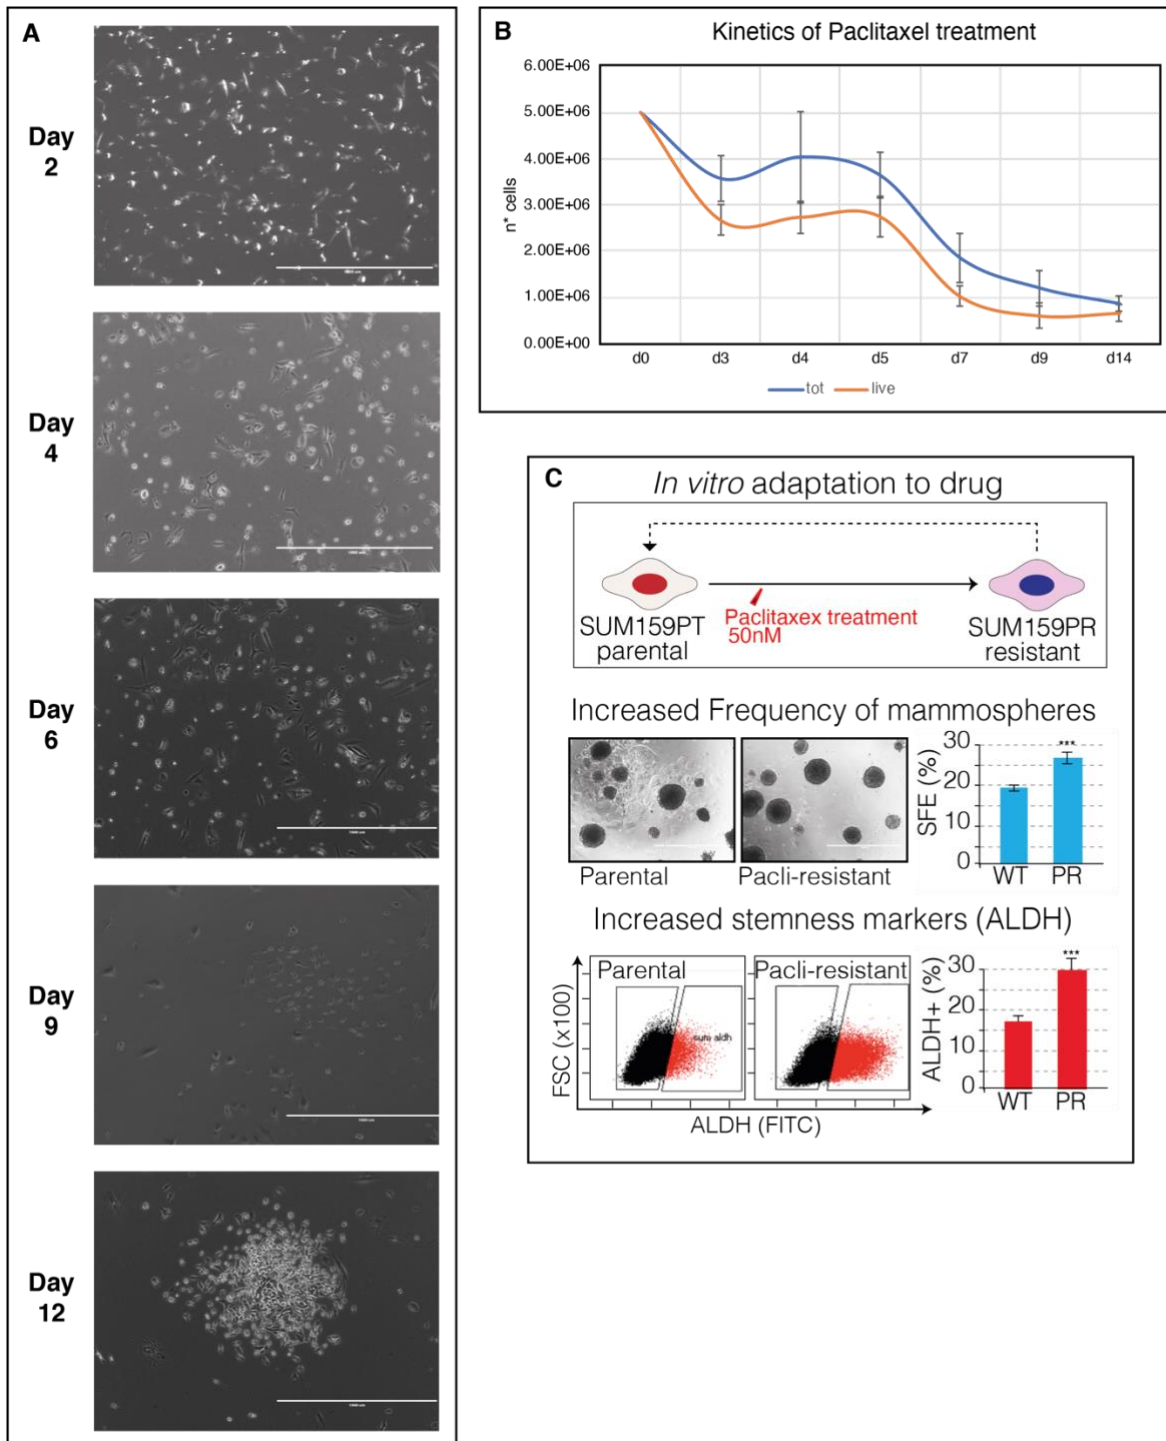 A
Day
2
Day
4
Day
6
Day
9
Day
12
B
Kinetics of Paclitaxel treatment
6.00E+06
5.00E+06
4.00E+06
3.00E+06
2.00E+06
1.00E+06
0.00E+00
n* cells
d0 d3 d4 d5 d7 d9 d14
tot live
C
In vitro adaptation to drug
Paclitaxex treatment
50nM
SUM159PT
parental
SUM159PR
resistant
Increased Frequency of mammospheres
Parental
Pacli-resistant
SFE (%)
30
20
10
0
***
WT PR
Increased stemness markers (ALDH)
FSC (x100)
Parental
sum aldh
Pacli-resistant
ALDH (FITC)
ALDH+ (%)
30
20
10
0
***
WT PR